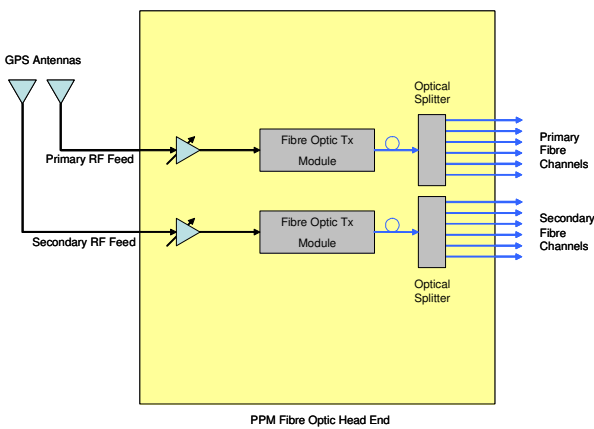 GPS Antennas
Optical
Splitter
Primary RF Feed
Fibre Optic Tx
Module
Primary
Fibre
Channels
Secondary RF Feed
Fibre Optic Tx
Module
Secondary
Fibre
Channels
Optical
Splitter
PPM Fibre Optic Head End